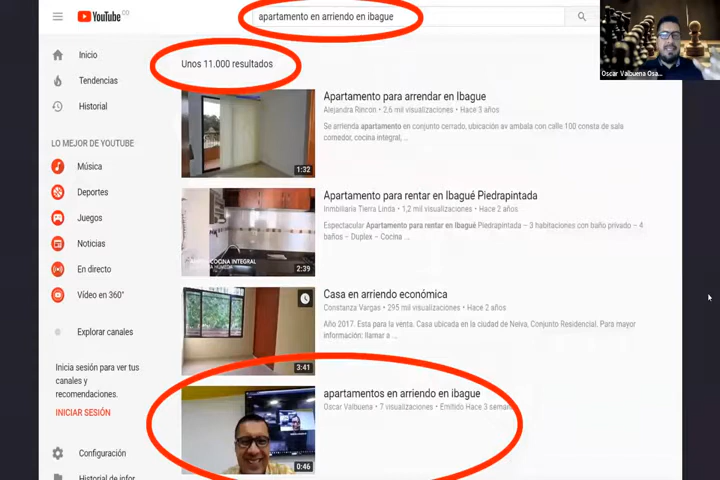 YouTube CO
apartamento en arriendo en ibague
Oscar Valbuena Osa...
Inicio
Tendencias
Historial
LO MEJOR DE YOUTUBE
Música
Deportes
Juegos
Noticias
En directo
Vídeo en 360°
Explorar canales
Inicia sesión para ver tus
canales y
recomendaciones.
INICIAR SESIÓN
Configuración
Historial de infor
Unos 11.000 resultados
1:32
Apartamento para arrendar en Ibague
Alejandra Rincon • 2,6 mil visualizaciones • Hace 3 años
Se arrienda apartamento en conjunto cerrado, ubicación av ambala con calle 100 consta de sala
comedor, cocina integral, ...
COCINA INTEGRAL
2:39
Apartamento para rentar en Ibagué Piedrapintada
Inmbiliaria Tierra Linda • 1,2 mil visualizaciones • Hace 2 años
Espectacular Apartamento para rentar en Ibagué Piedrapintada – 3 habitaciones con baño privado – 4
baños – Duplex – Cocina ...
3:41
Casa en arriendo económica
Constanza Vargas • 295 mil visualizaciones • Hace 2 años
Año 2017. Esta para la venta. Casa ubicada en la ciudad de Neiva, Conjunto Residencial. Para mayor
información: llamar a ...
0:46
apartamentos en arriendo en ibague
Oscar Valbuena • 7 visualizaciones • Emitido Hace 3 seman